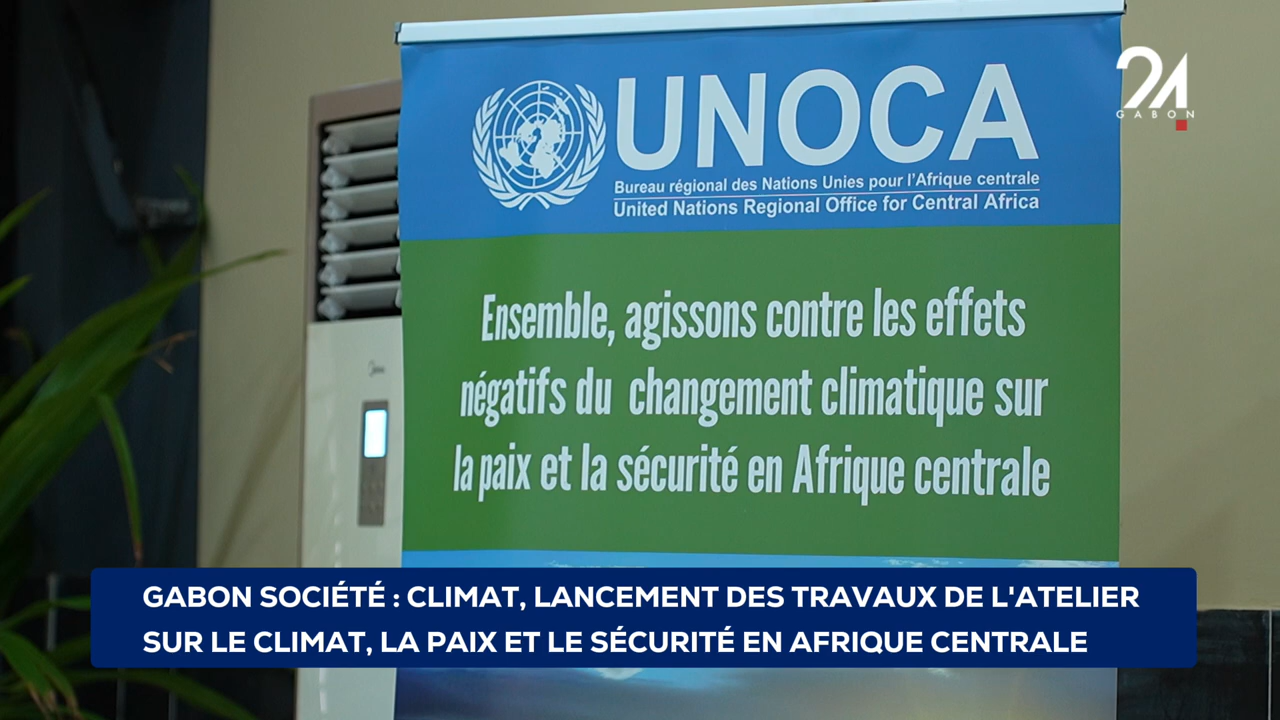 24
GABON
UNOCA
Bureau régional des Nations Unies pour l'Afrique centrale
United Nations Regional Office for Central Africa
Ensemble, agissons contre les effets
négatifs du changement climatique sur
la paix et la sécurité en Afrique centrale
GABON SOCIÉTÉ : CLIMAT, LANCEMENT DES TRAVAUX DE L'ATELIER
SUR LE CLIMAT, LA PAIX ET LE SÉCURITÉ EN AFRIQUE CENTRALE